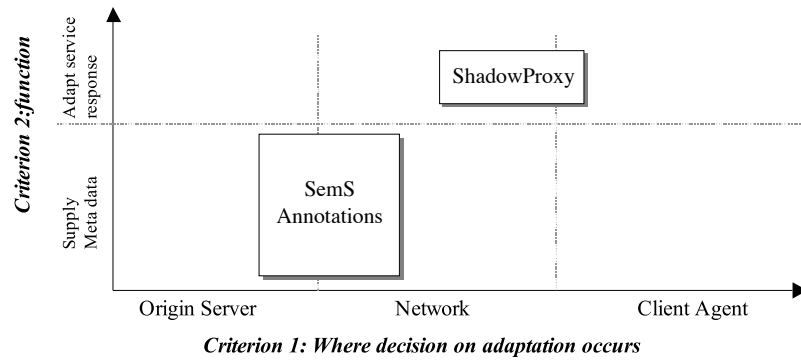 Criterion 2:function
Adapt service
response
Supply
Meta data
ShadowProxy
SemS
Annotations
Origin Server
Network
Client Agent
Criterion 1: Where decision on adaptation occurs